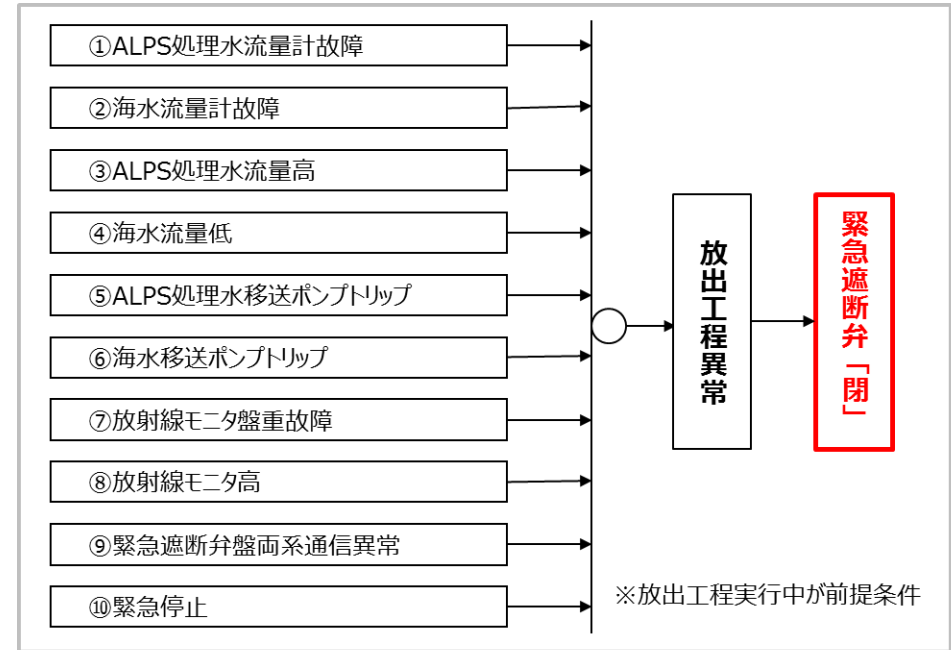 ①ALPS処理水流量計故障
②海水流量計故障
③ALPS処理水流量高
④海水流量低
⑤ALPS処理水移送ポンプトリップ
⑥海水移送ポンプトリップ
⑦放射線モニタ盤重故障
⑧放射線モニタ高
⑨緊急遮断弁盤両系通信異常
⑩緊急停止
放出工程異常
緊急遮断弁「閉」
※放出工程実行中が前提条件